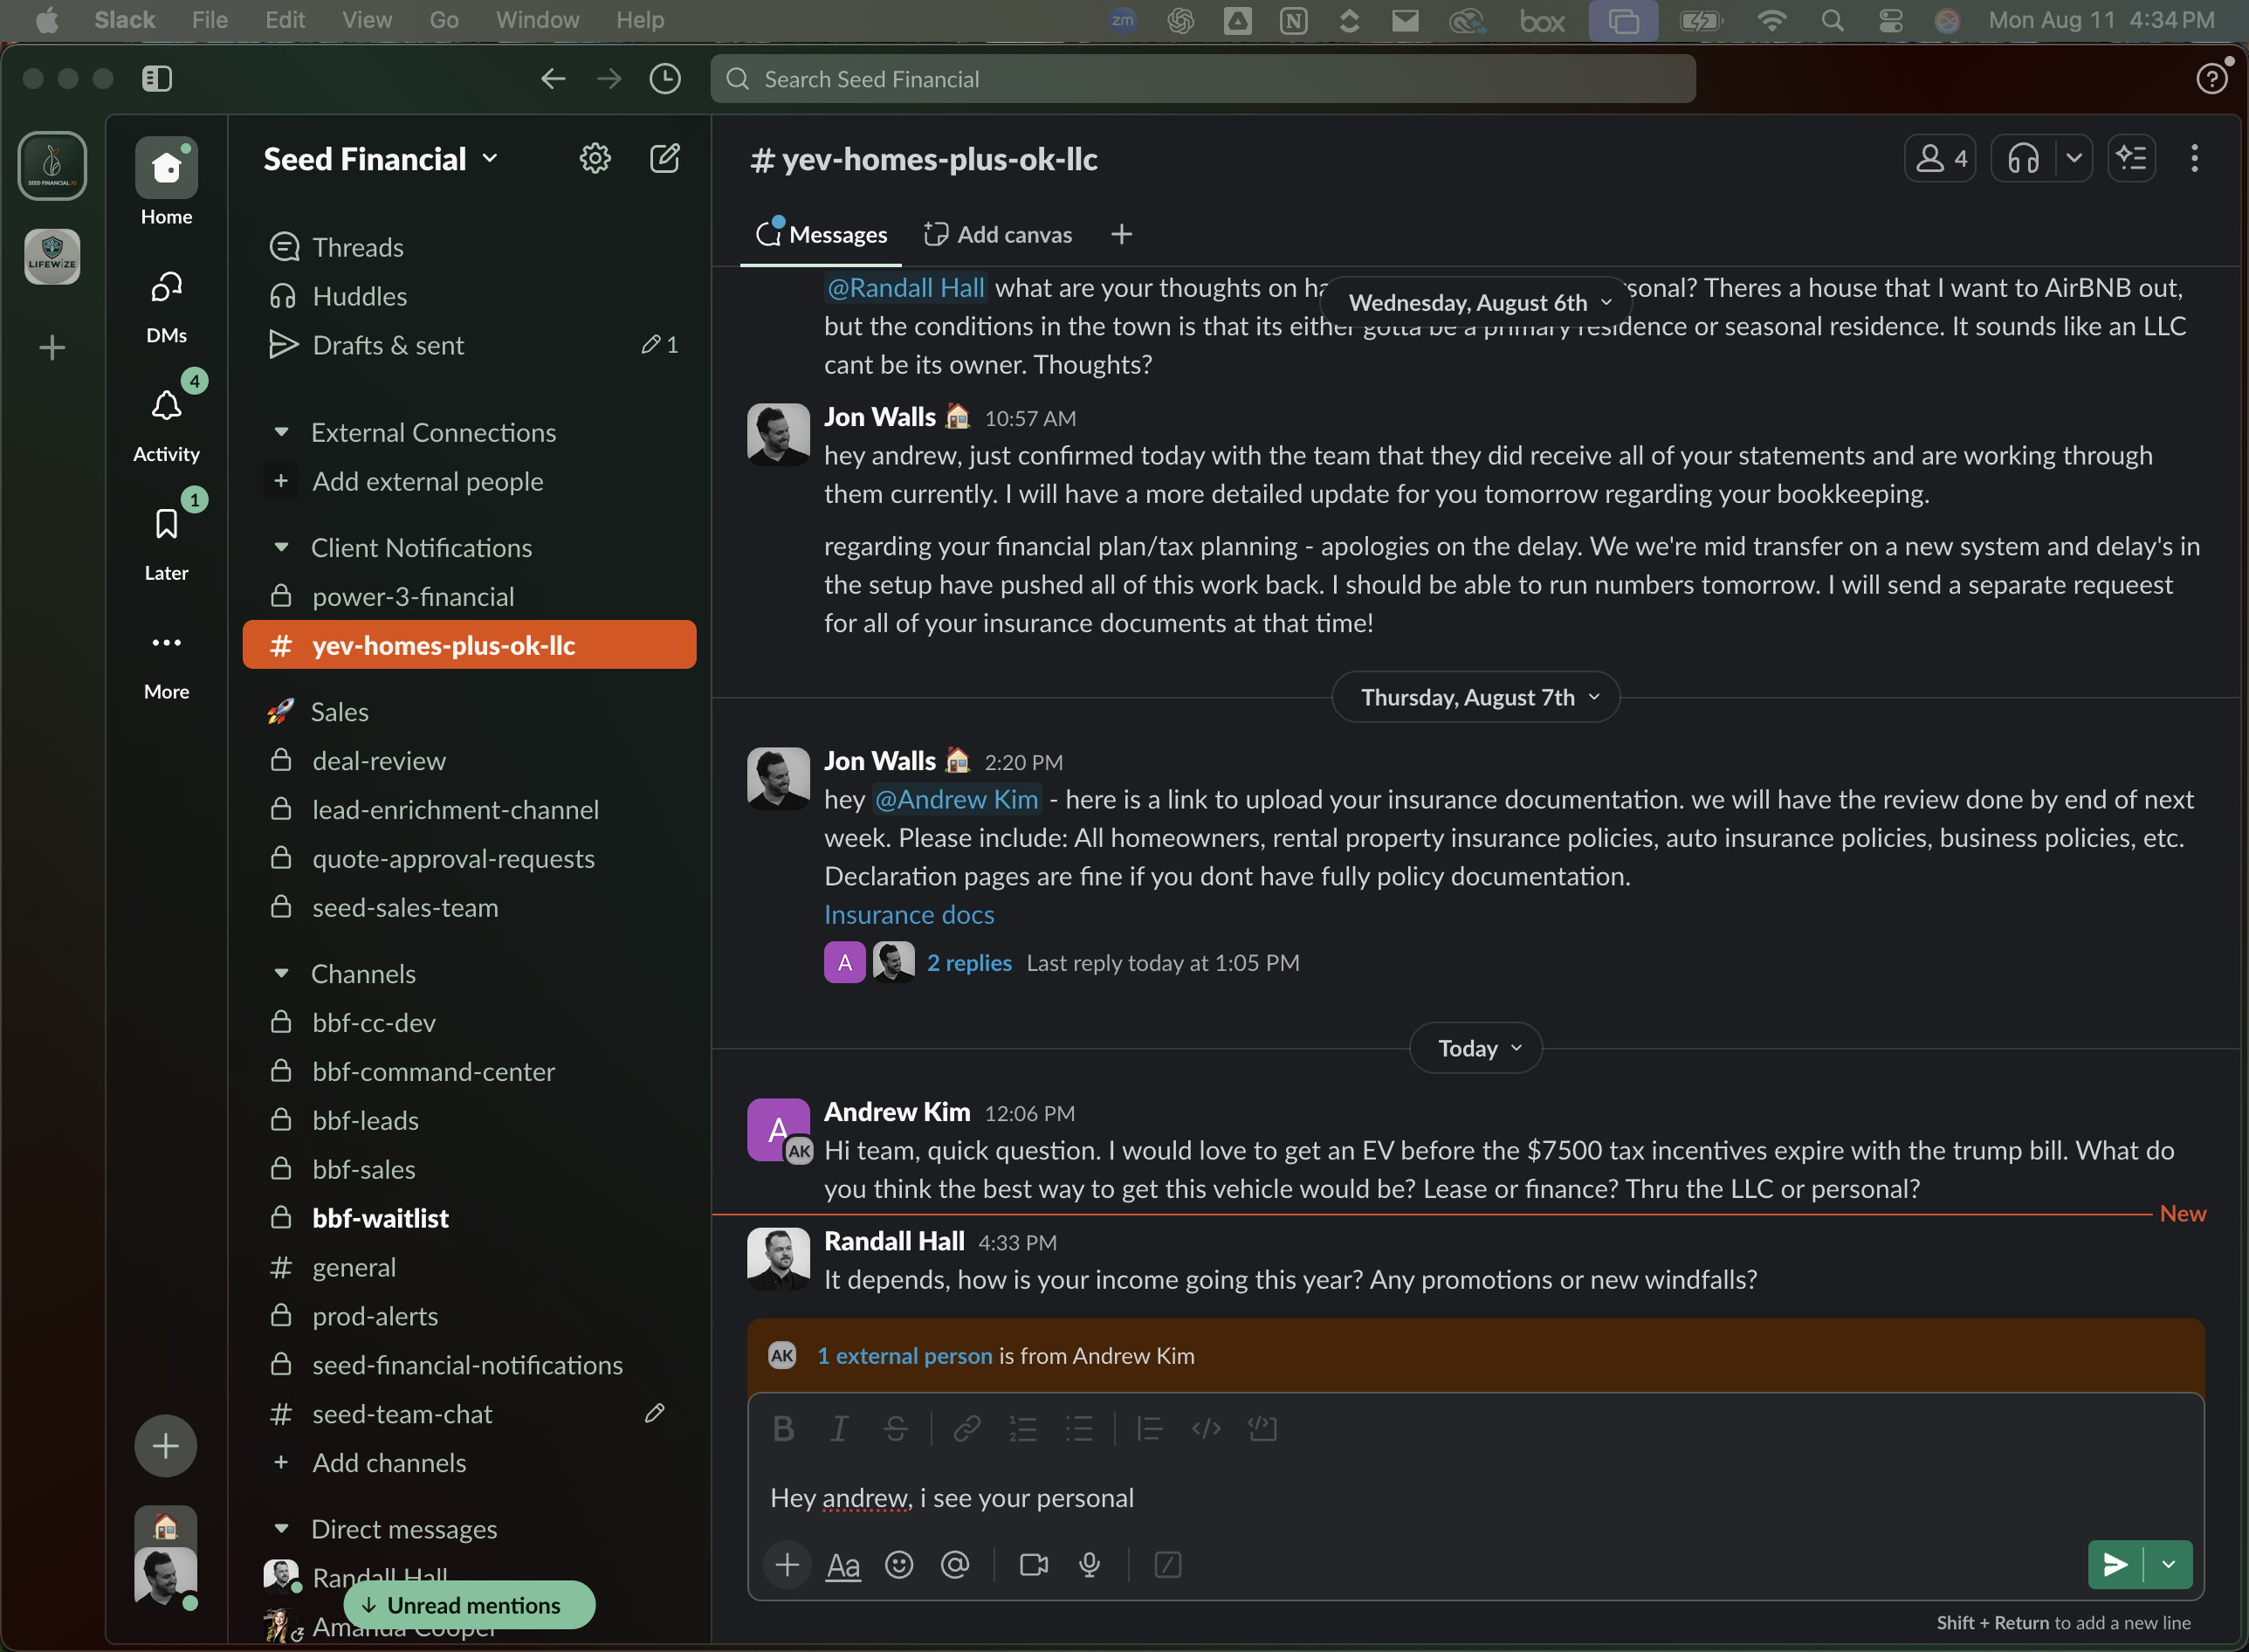 Slack File Edit View Go Window Help zm box Mon Aug 11 4:34 PM
Search Seed Financial
SEED FINANCIAL.IO
LIFEWIZE
Home
DMs
4
Activity
1
Later
More
Seed Financial
Threads
Huddles
Drafts & sent 1
External Connections
Add external people
Client Notifications
power-3-financial
# yev-homes-plus-ok-llc
Sales
deal-review
lead-enrichment-channel
quote-approval-requests
seed-sales-team
Channels
bbf-cc-dev
bbf-command-center
bbf-leads
bbf-sales
bbf-waitlist
# general
prod-alerts
seed-financial-notifications
# seed-team-chat
Add channels
Direct messages
Randall Hall
Unread mentions
Amanda Cooper
# yev-homes-plus-ok-llc 4
Messages Add canvas
@Randall Hall what are your thoughts on ha
sonal? Theres a house that I want to AirBNB out,
Wednesday, August 6th
but the conditions in the town is that its either gotta be a primary residence or seasonal residence. It sounds like an LLC
cant be its owner. Thoughts?
Jon Walls 10:57 AM
hey andrew, just confirmed today with the team that they did receive all of your statements and are working through
them currently. I will have a more detailed update for you tomorrow regarding your bookkeeping.
regarding your financial plan/tax planning - apologies on the delay. We we're mid transfer on a new system and delay's in
the setup have pushed all of this work back. I should be able to run numbers tomorrow. I will send a separate requeest
for all of your insurance documents at that time!
Thursday, August 7th
Jon Walls 2:20 PM
hey @Andrew Kim - here is a link to upload your insurance documentation. we will have the review done by end of next
week. Please include: All homeowners, rental property insurance policies, auto insurance policies, business policies, etc.
Declaration pages are fine if you dont have fully policy documentation.
Insurance docs
A 2 replies Last reply today at 1:05 PM
Today
A AK
Andrew Kim 12:06 PM
Hi team, quick question. I would love to get an EV before the $7500 tax incentives expire with the trump bill. What do
you think the best way to get this vehicle would be? Lease or finance? Thru the LLC or personal?
New
Randall Hall 4:33 PM
It depends, how is your income going this year? Any promotions or new windfalls?
AK 1 external person is from Andrew Kim
Hey andrew, i see your personal
Aa
Shift + Return to add a new line